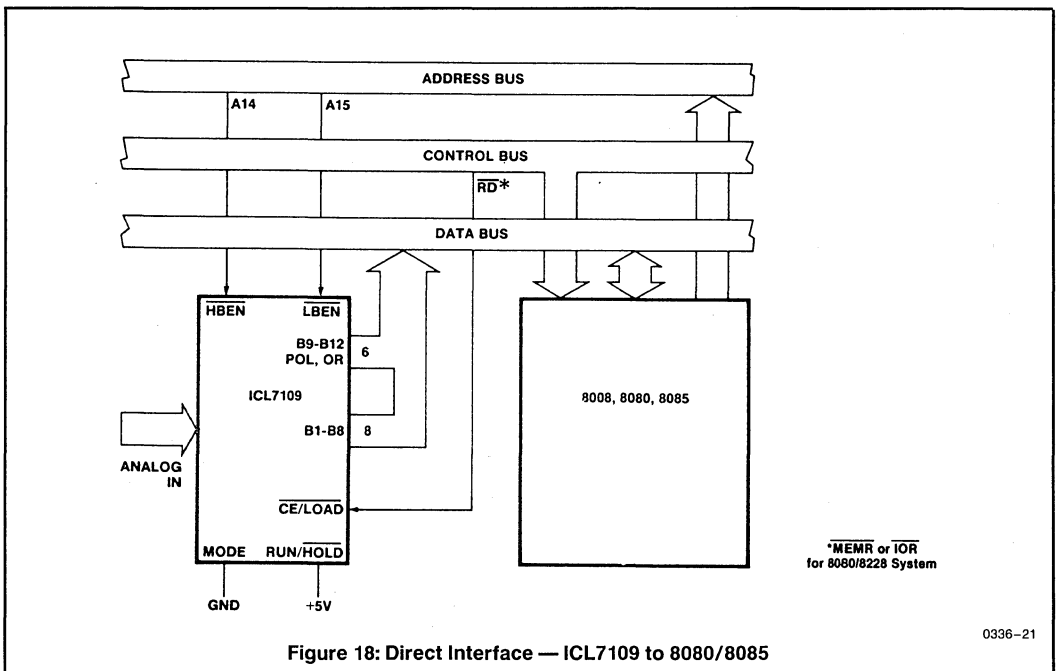 ADDRESS BUS
A14
A15
CONTROL BUS
RD*
DATA BUS
HBEN
LBEN
B9-B12
POL, OR
6
ICL7109
8008, 8080, 8085
B1-B8
8
ANALOG
IN
CE/LOAD
MODE
RUN/HOLD
*MEMR or IOR
for 8080/8228 System
GND
+5V
0336-21
Figure 18: Direct Interface — ICL7109 to 8080/8085